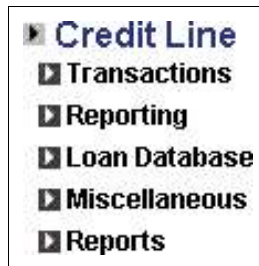 Credit Line
Transactions
Reporting
Loan Database
Miscellaneous
Reports